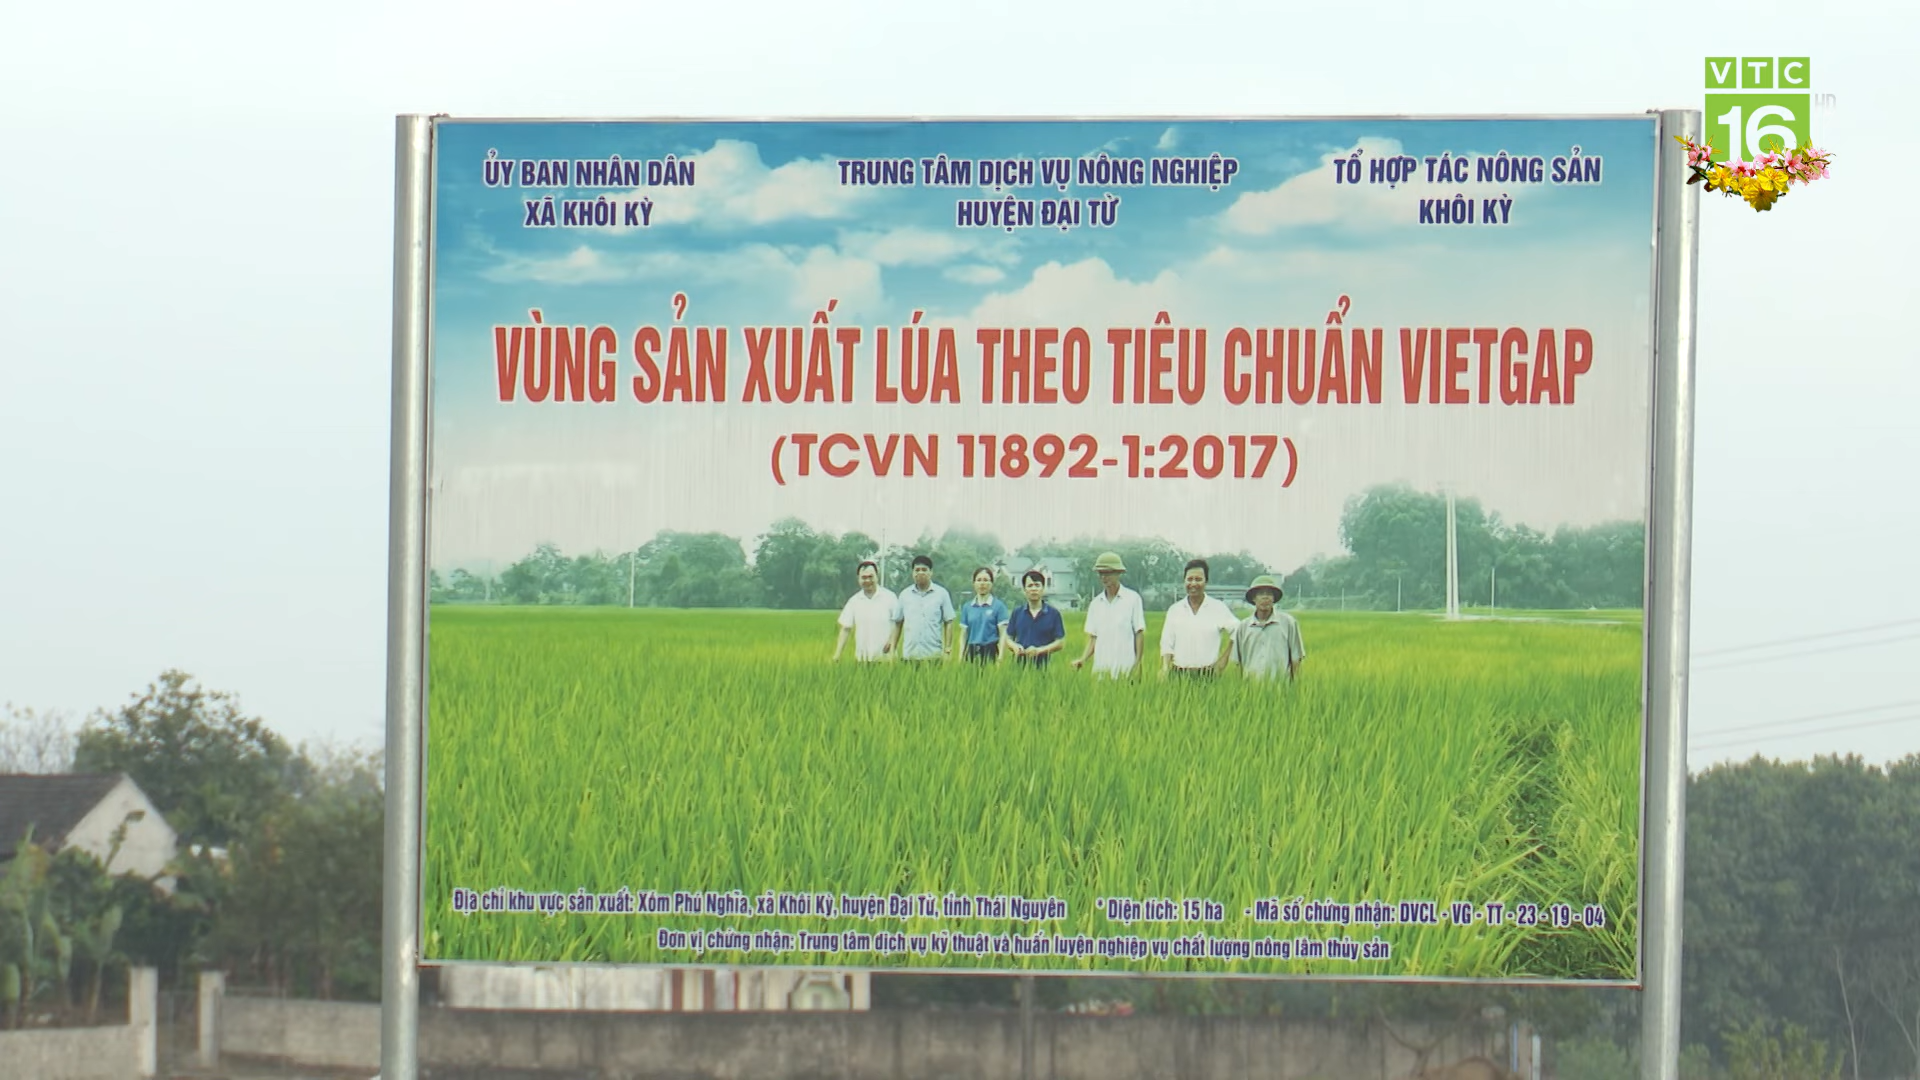 VTC
16
HD
ỦY BAN NHÂN DÂN
XÃ KHÔI KỲ
TRUNG TÂM DỊCH VỤ NÔNG NGHIỆP
HUYỆN ĐẠI TỪ
TỔ HỢP TÁC NÔNG SẢN
KHÔI KỲ
VÙNG SẢN XUẤT LÚA THEO TIÊU CHUẨN VIETGAP
(TCVN 11892-1:2017)
Địa chỉ khu vực sản xuất: Xóm Phú Nghĩa, xã Khôi Kỳ, huyện Đại Từ, tỉnh Thái Nguyên * Diện tích: 15 ha - Mã số chứng nhận: DVCL - VG - TT - 23 - 19 - 04
Đơn vị chứng nhận: Trung tâm dịch vụ kỹ thuật và huấn luyện nghiệp vụ chất lượng nông lâm thủy sản